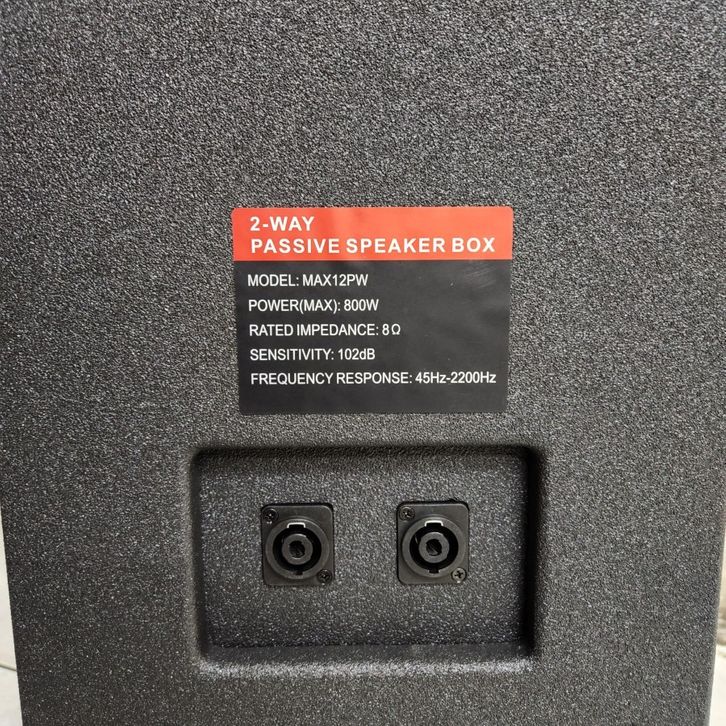 2-WAY
PASSIVE SPEAKER BOX
MODEL: MAX12PW
POWER(MAX): 800W
RATED IMPEDANCE: 8Ω
SENSITIVITY: 102dB
FREQUENCY RESPONSE: 45Hz-2200Hz